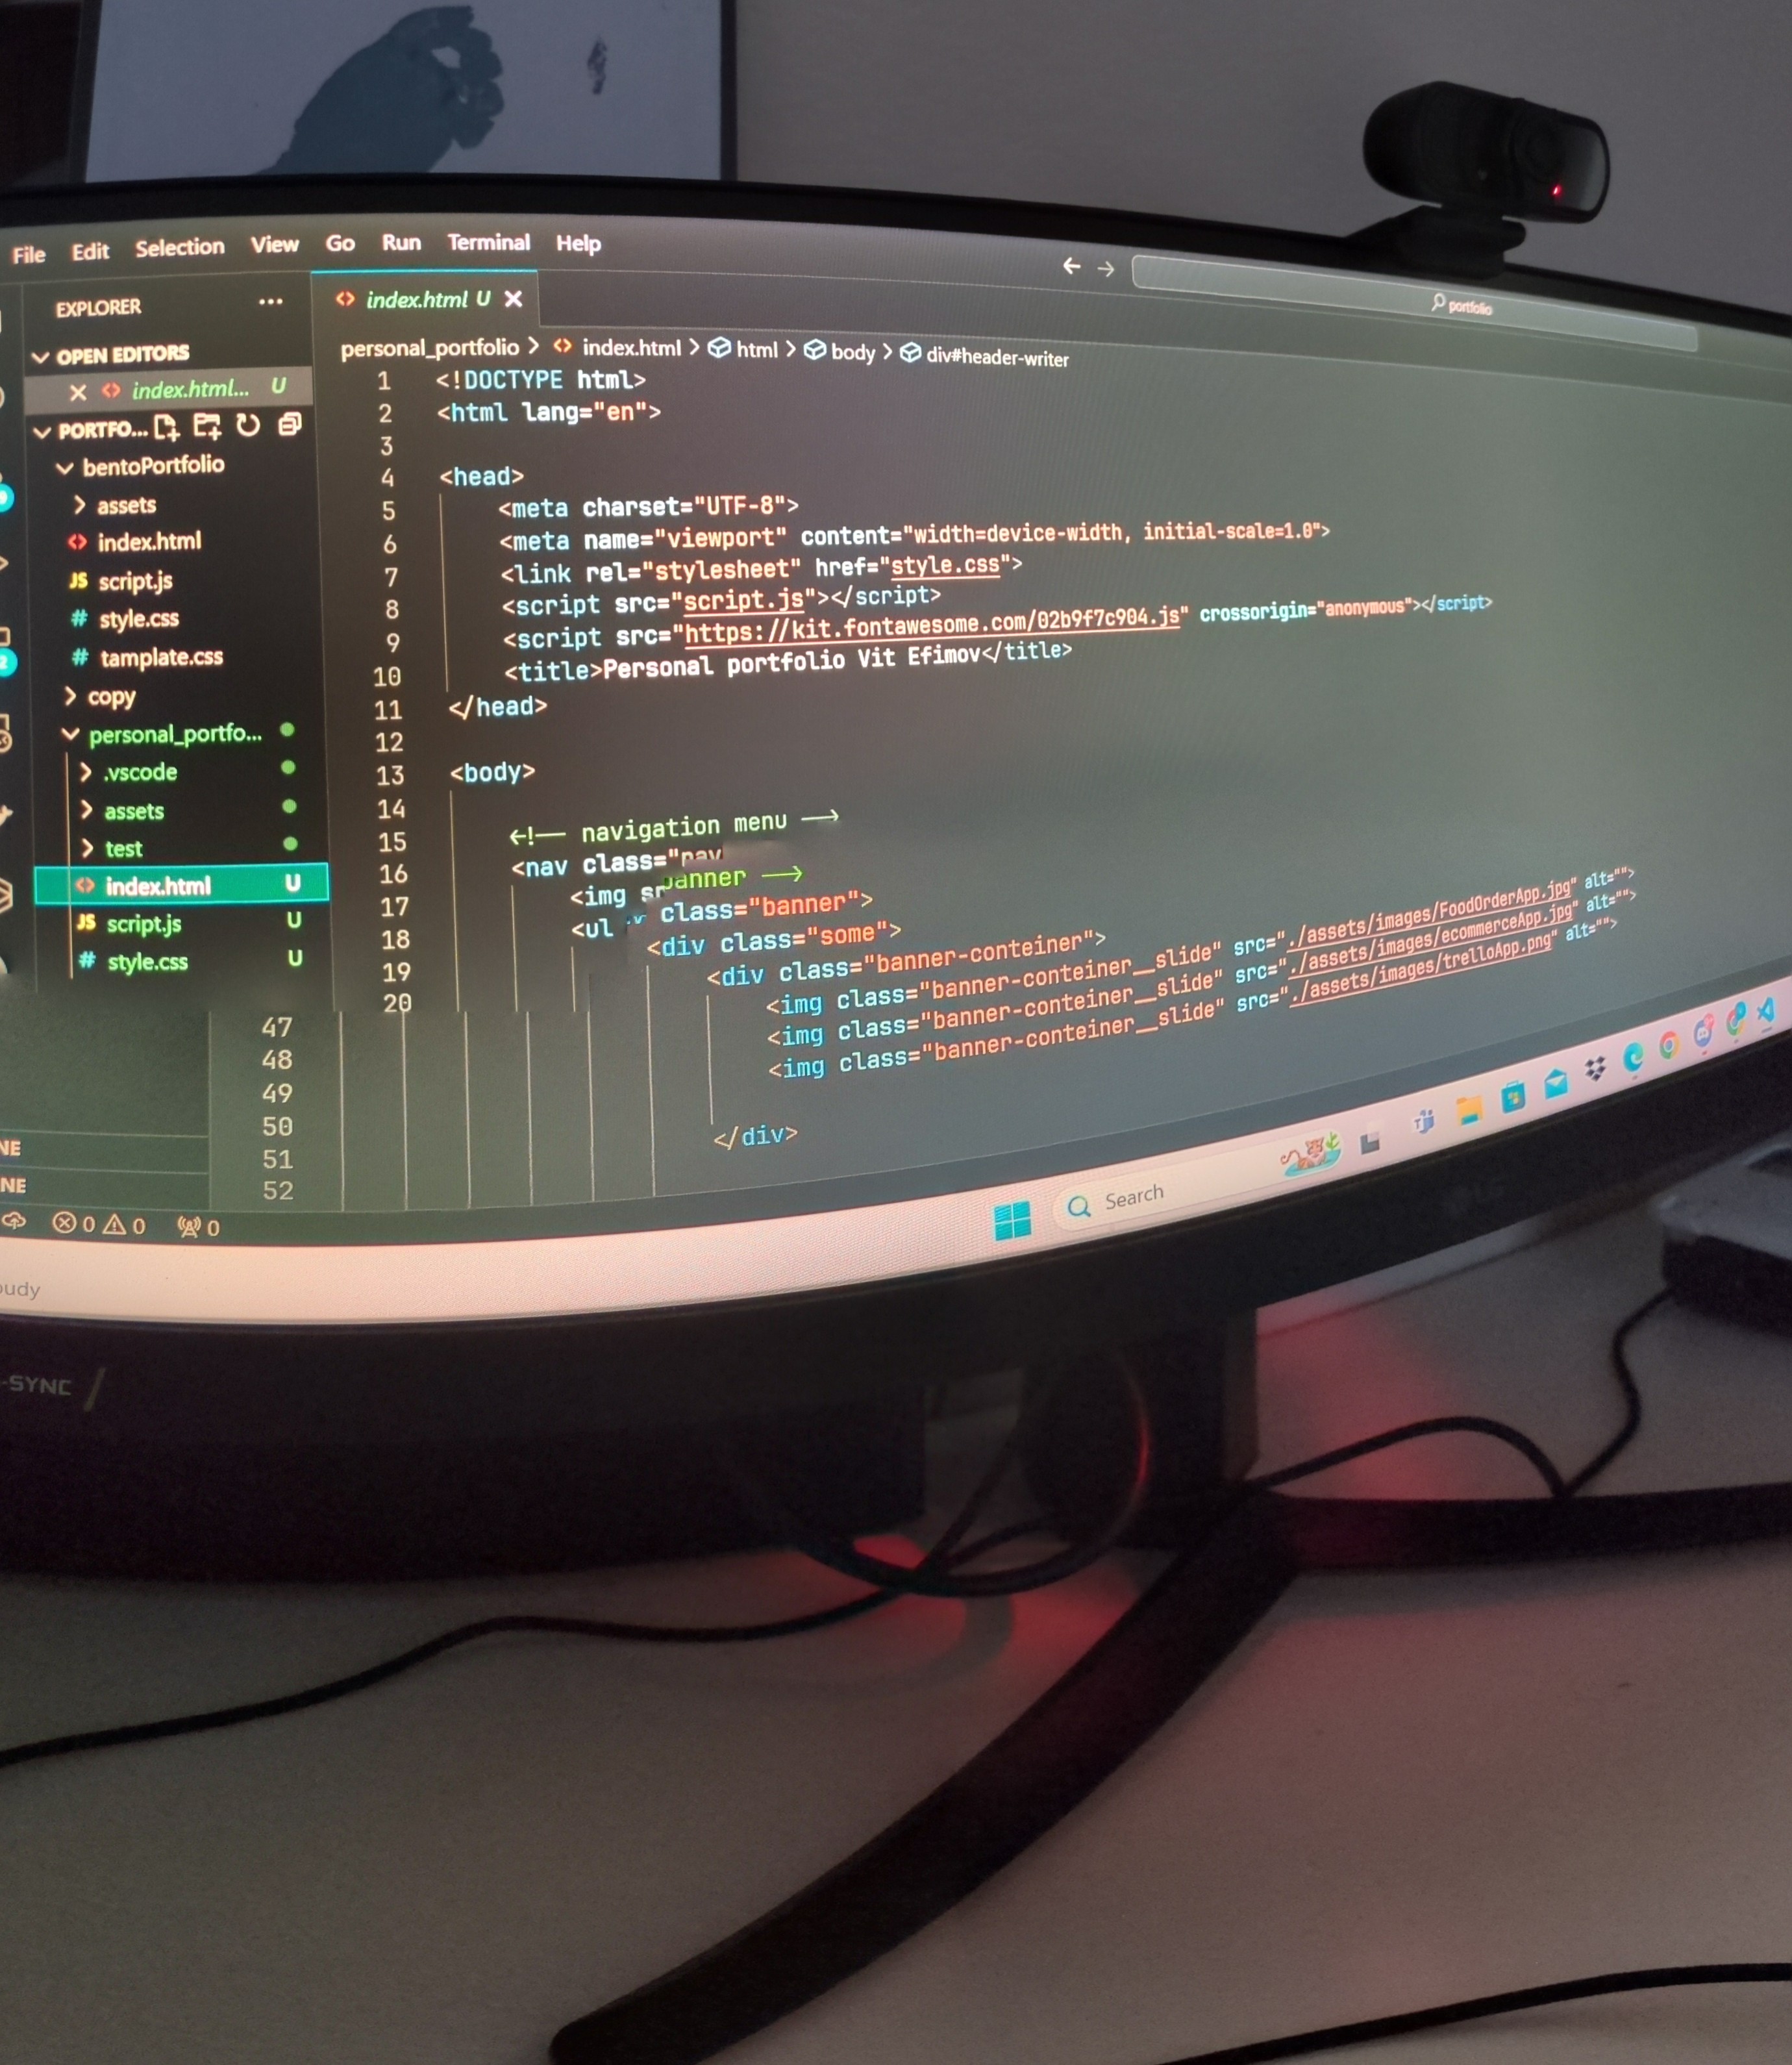 File Edit Selection View Go Run Terminal Help
portfolio
EXPLORER ...
index.html U
OPEN EDITORS
index.html... U
PORTFO...
bentoPortfolio
assets
index.html
JS script.js
# style.css
# tamplate.css
copy
personal_portfo...
.vscode
assets
test
index.html U
JS script.js U
# style.css U
NE
NE
personal_portfolio > index.html > html > body > div#header-writer
1 <!DOCTYPE html>
2 <html lang="en">
3
4 <head>
5 <meta charset="UTF-8">
6 <meta name="viewport" content="width=device-width, initial-scale=1.0">
7 <link rel="stylesheet" href="style.css">
8 <script src="script.js"></script>
9 <script src="https://kit.fontawesome.com/02b9f7c904.js" crossorigin="anonymous"></script>
10 <title>Personal portfolio Vit Efimov</title>
11 </head>
12
13 <body>
14
15 <!-- navigation menu -->
16 <nav class="nav
17 <img sr
18 <ul
19
20
banner -->
class="banner">
<div class="some">
<div class="banner-conteiner">
47 <img class="banner-conteiner__slide" src="./assets/images/FoodOrderApp.jpg" alt="">
48 <img class="banner-conteiner__slide" src="./assets/images/ecommerceApp.jpg" alt="">
49 <img class="banner-conteiner__slide" src="./assets/images/trelloApp.png" alt="">
50
51 </div>
52
0 0 0
Search
oudy
-SYNC